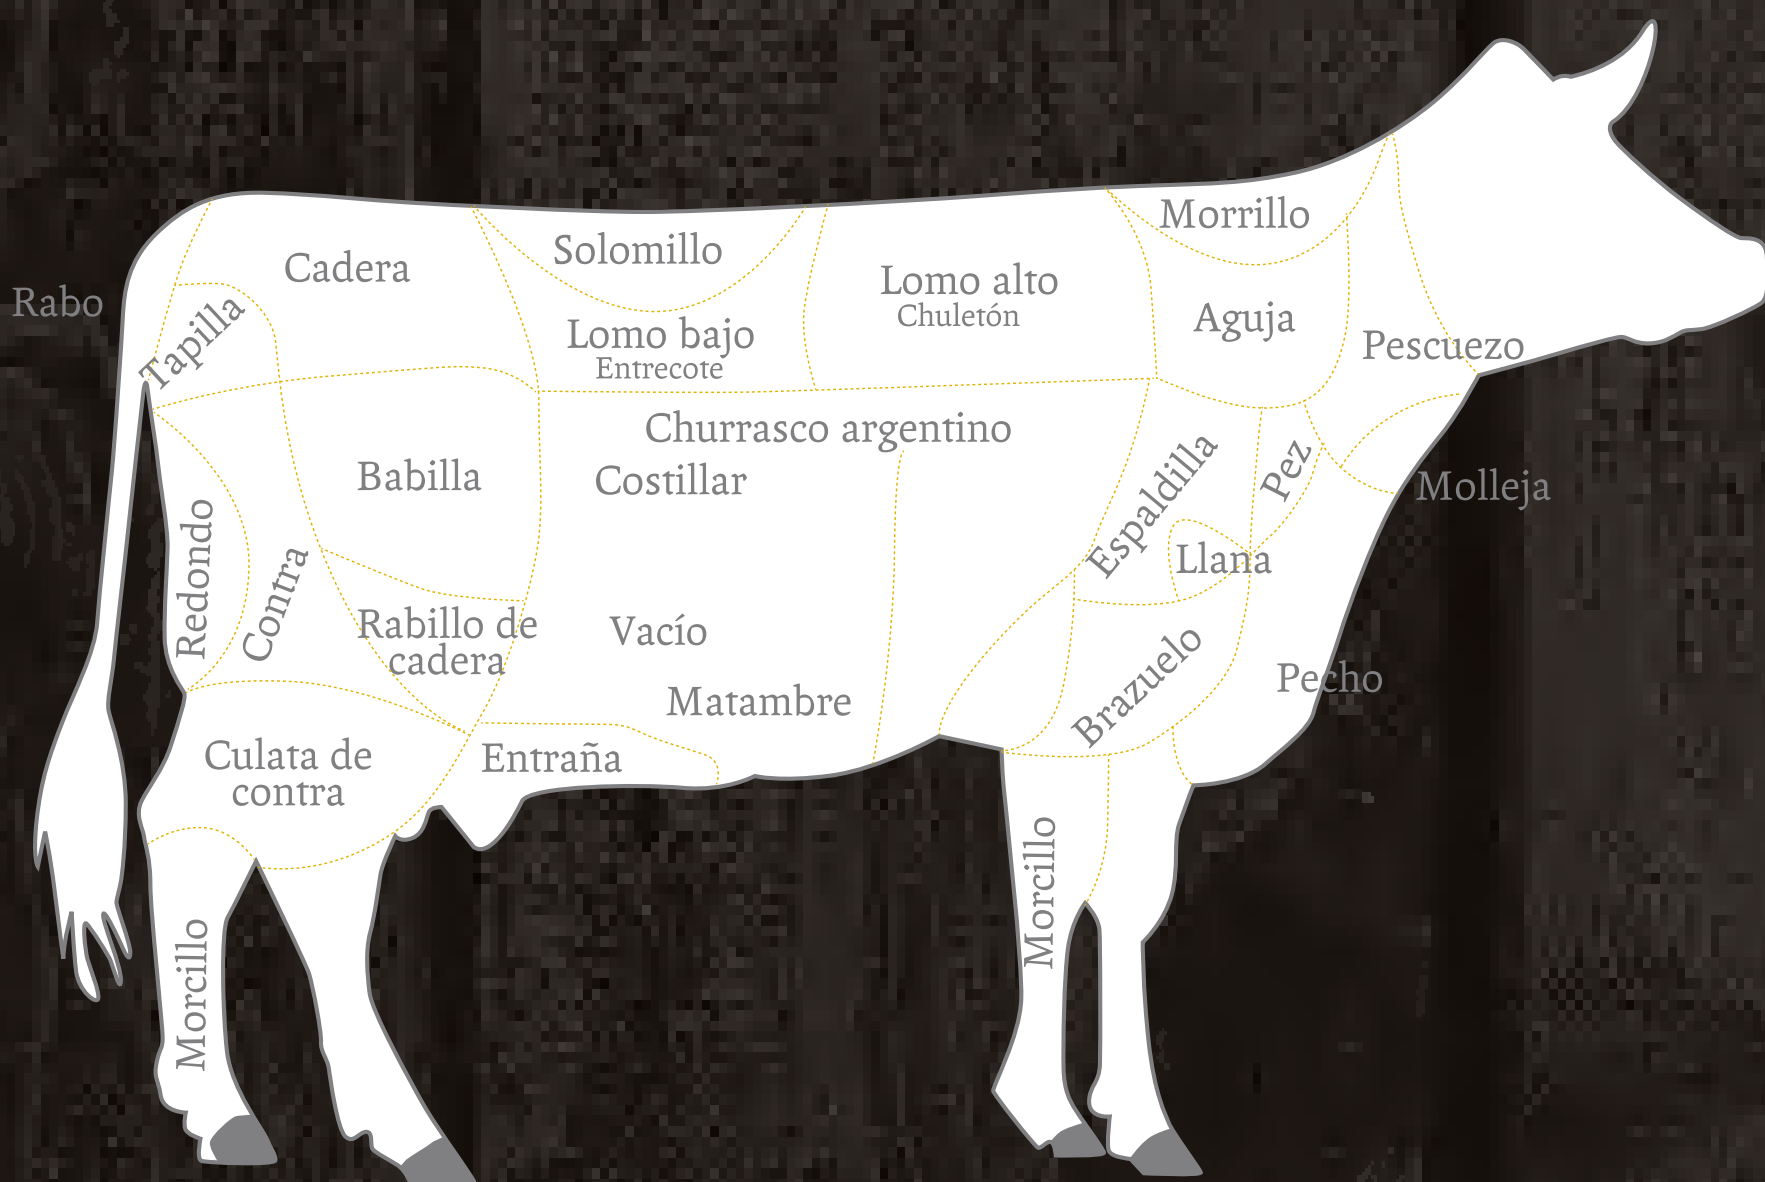 Morrillo
Solomillo
Cadera
Lomo alto
Chuletón
Rabo
Aguja
Lomo bajo
Entrecote
Tapilla
Pescuezo
Churrasco argentino
Pez
Babilla
Costillar
Molleja
Espaldilla
Llana
Redondo
Contra
Rabillo de
cadera
Vacío
Pecho
Brazuelo
Matambre
Culata de
contra
Entraña
Morcillo
Morcillo